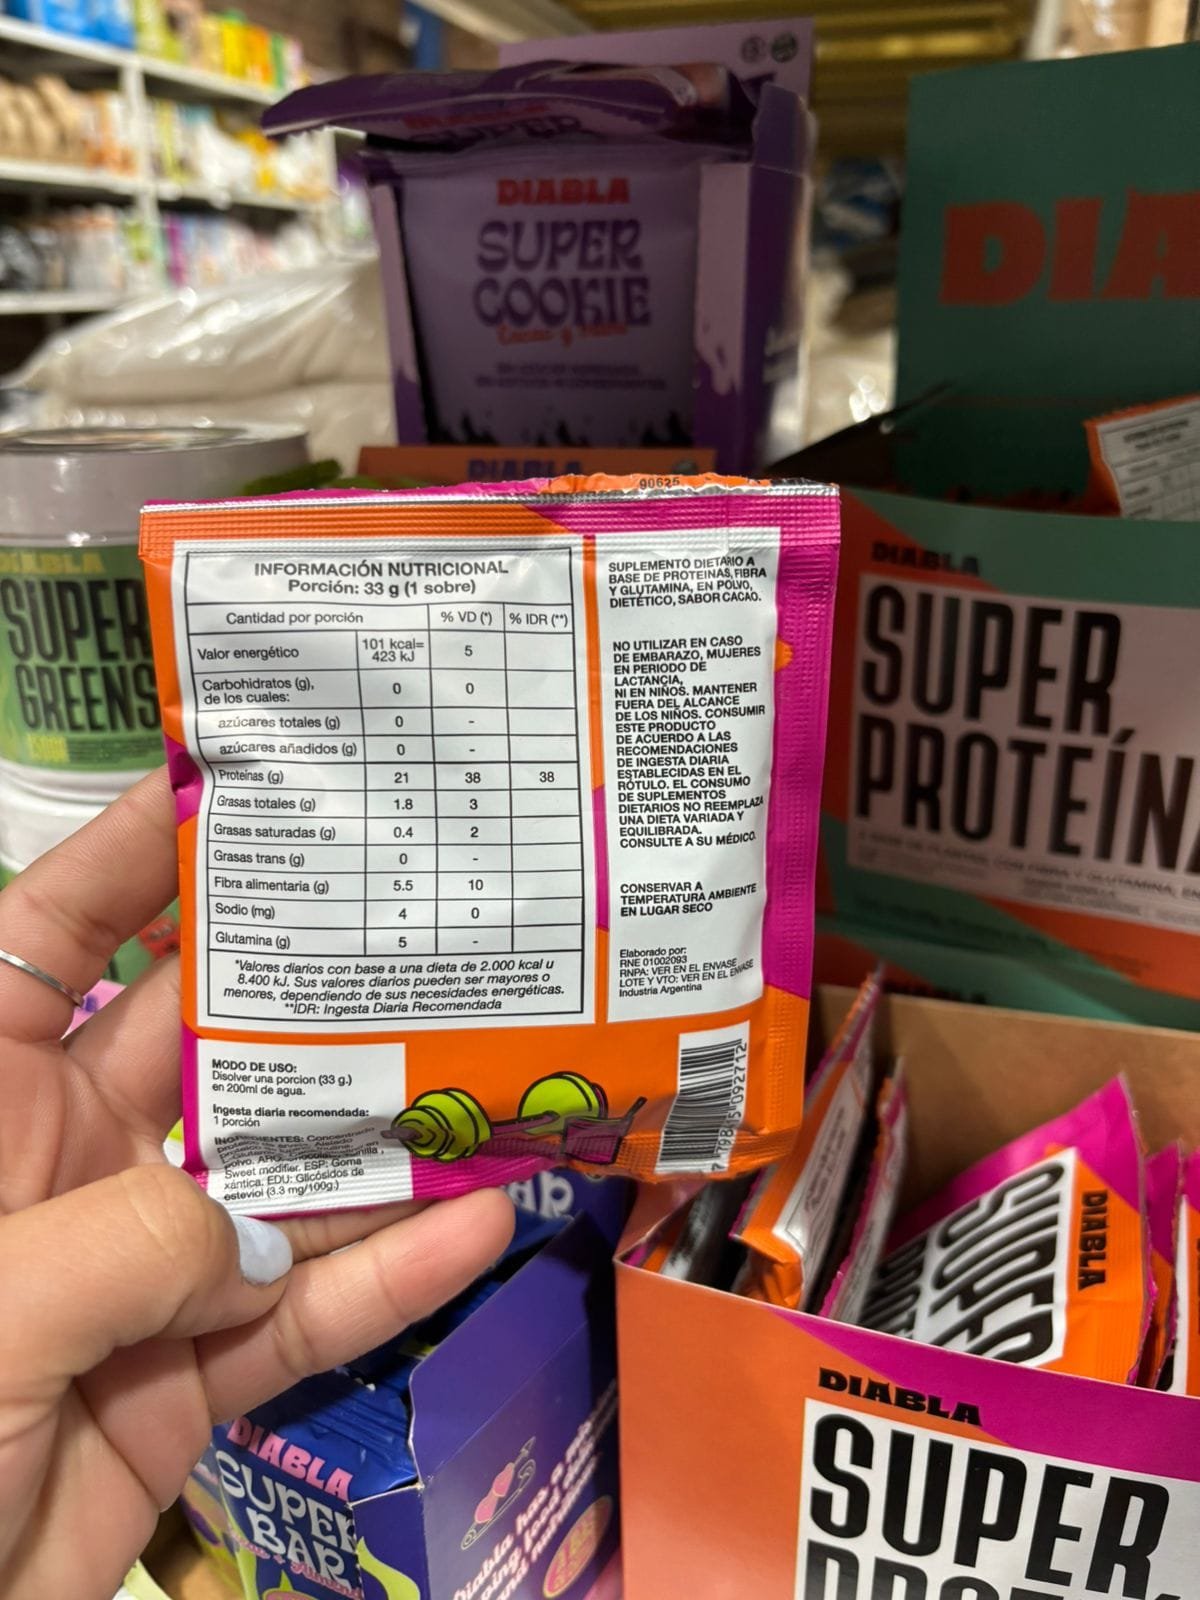 DIABLA
SUPER
COOKIE
DIA
DIABLA
DIABLA
SUPER
GREENS
DIABLA
SUPER
PROTEÍN
90625
INFORMACIÓN NUTRICIONAL
Porción: 33 g (1 sobre)
Cantidad por porción % VD (*) % IDR (**)
Valor energético 101 kcal= 423 kJ 5
Carbohidratos (g), de los cuales: 0 0
azúcares totales (g) 0 -
azúcares añadidos (g) 0 -
Proteínas (g) 21 38 38
Grasas totales (g) 1.8 3
Grasas saturadas (g) 0.4 2
Grasas trans (g) 0 -
Fibra alimentaria (g) 5.5 10
Sodio (mg) 4 0
Glutamina (g) 5 -
*Valores diarios con base a una dieta de 2.000 kcal u
8.400 kJ. Sus valores diarios pueden ser mayores o
menores, dependiendo de sus necesidades energéticas.
**IDR: Ingesta Diaria Recomendada
SUPLEMENTO DIETARIO A
BASE DE PROTEINAS, FIBRA
Y GLUTAMINA, EN POLVO,
DIETÉTICO, SABOR CACAO.
NO UTILIZAR EN CASO
DE EMBARAZO, MUJERES
EN PERIODO DE
LACTANCIA,
NI EN NIÑOS. MANTENER
FUERA DEL ALCANCE
DE LOS NIÑOS. CONSUMIR
ESTE PRODUCTO
DE ACUERDO A LAS
RECOMENDACIONES
DE INGESTA DIARIA
ESTABLECIDAS EN EL
RÓTULO. EL CONSUMO
DE SUPLEMENTOS
DIETARIOS NO REEMPLAZA
UNA DIETA VARIADA Y
EQUILIBRADA.
CONSULTE A SU MÉDICO.
CONSERVAR A
TEMPERATURA AMBIENTE
EN LUGAR SECO
Elaborado por:
RNE 01002093
RNPA: VER EN EL ENVASE
LOTE Y VTO: VER EN EL ENVASE
Industria Argentina
MODO DE USO:
Disolver una porcion (33 g.)
en 200ml de agua.
Ingesta diaria recomendada:
1 porción
INGREDIENTES: Concentrado
polvo. ARO:
Sweet modifier. ESP: Goma
xántica. EDU: Glicósidos de
esteviol (3.3 mg/100g.)
DIABLA
SUPER
DIABLA
SUPER
BAR
Diabla has a mis
DIABLA
SUPER